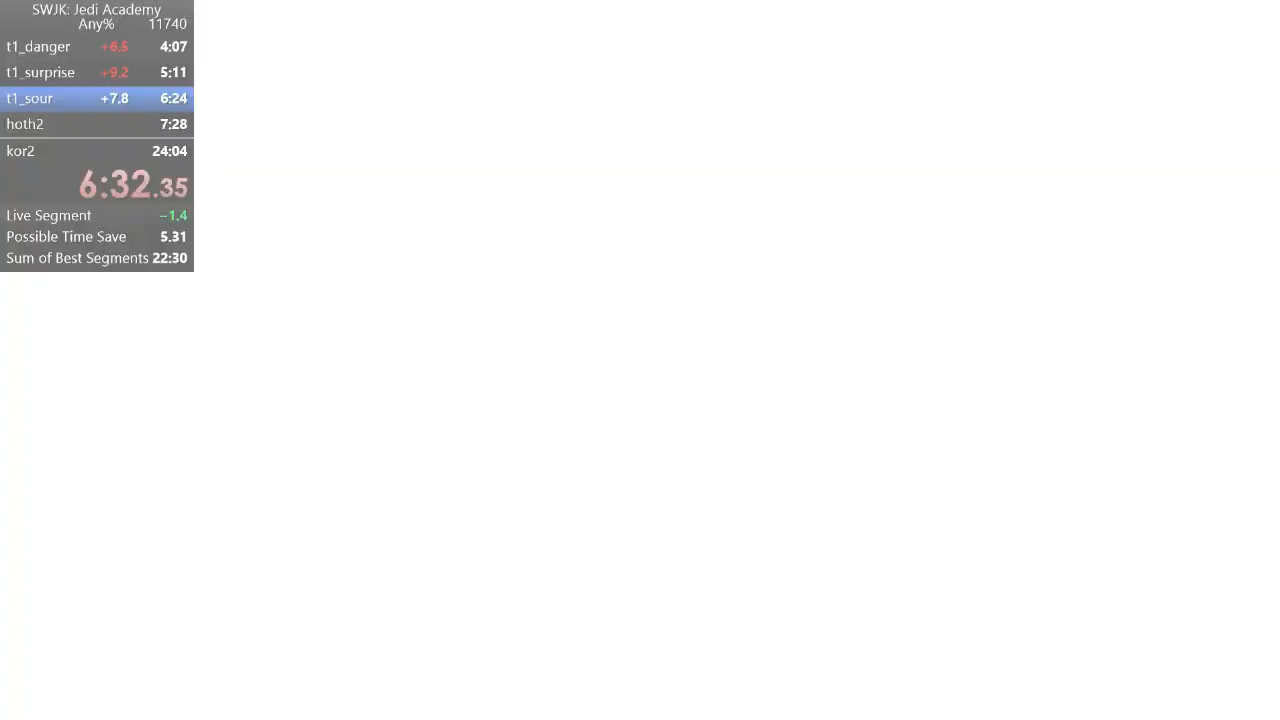 SWJK: Jedi Academy
Any% 11740
t1_danger +6.5 4:07
t1_surprise +9.2 5:11
t1_sour +7.8 6:24
hoth2 7:28
kor2 24:04
6:32.35
Live Segment −1.4
Possible Time Save 5.31
Sum of Best Segments 22:30